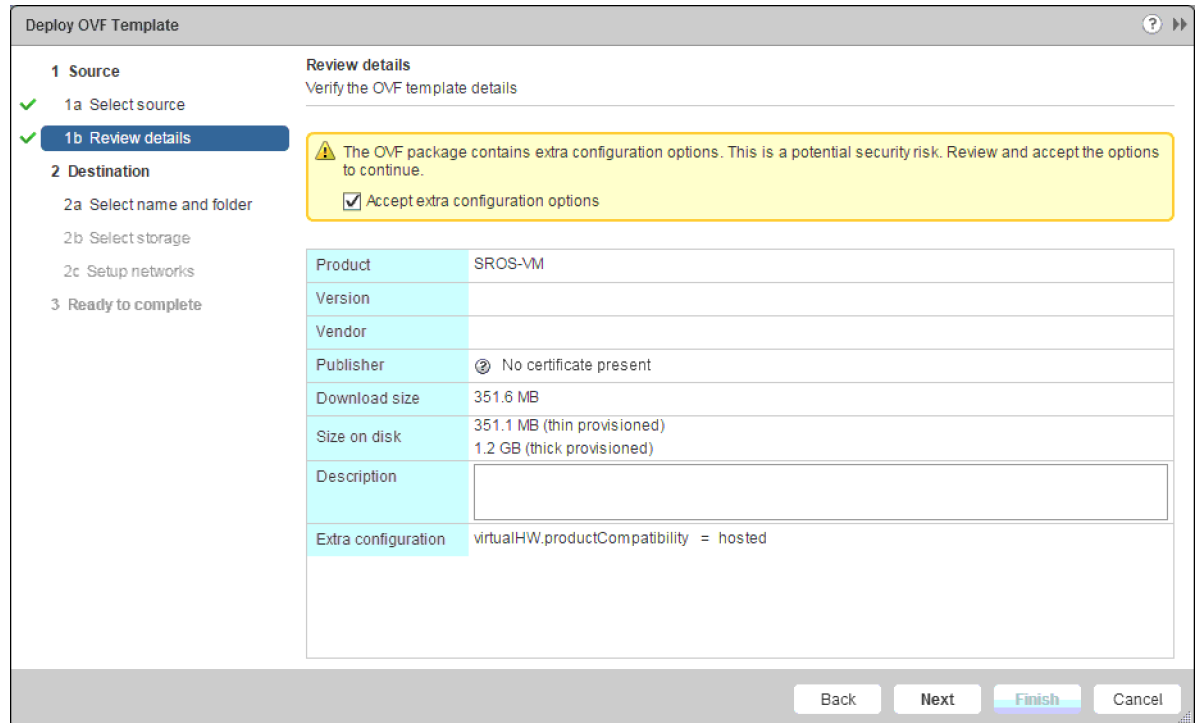 Deploy OVF Template
?
1 Source
1a Select source
1b Review details
2 Destination
2a Select name and folder
2b Select storage
2c Setup networks
3 Ready to complete
Review details
Verify the OVF template details
The OVF package contains extra configuration options. This is a potential security risk. Review and accept the options
to continue.
Accept extra configuration options
Product SROS-VM
Version
Vendor
Publisher ? No certificate present
Download size 351.6 MB
Size on disk 351.1 MB (thin provisioned)
1.2 GB (thick provisioned)
Description
Extra configuration virtualHW.productCompatibility = hosted
Back Next Finish Cancel